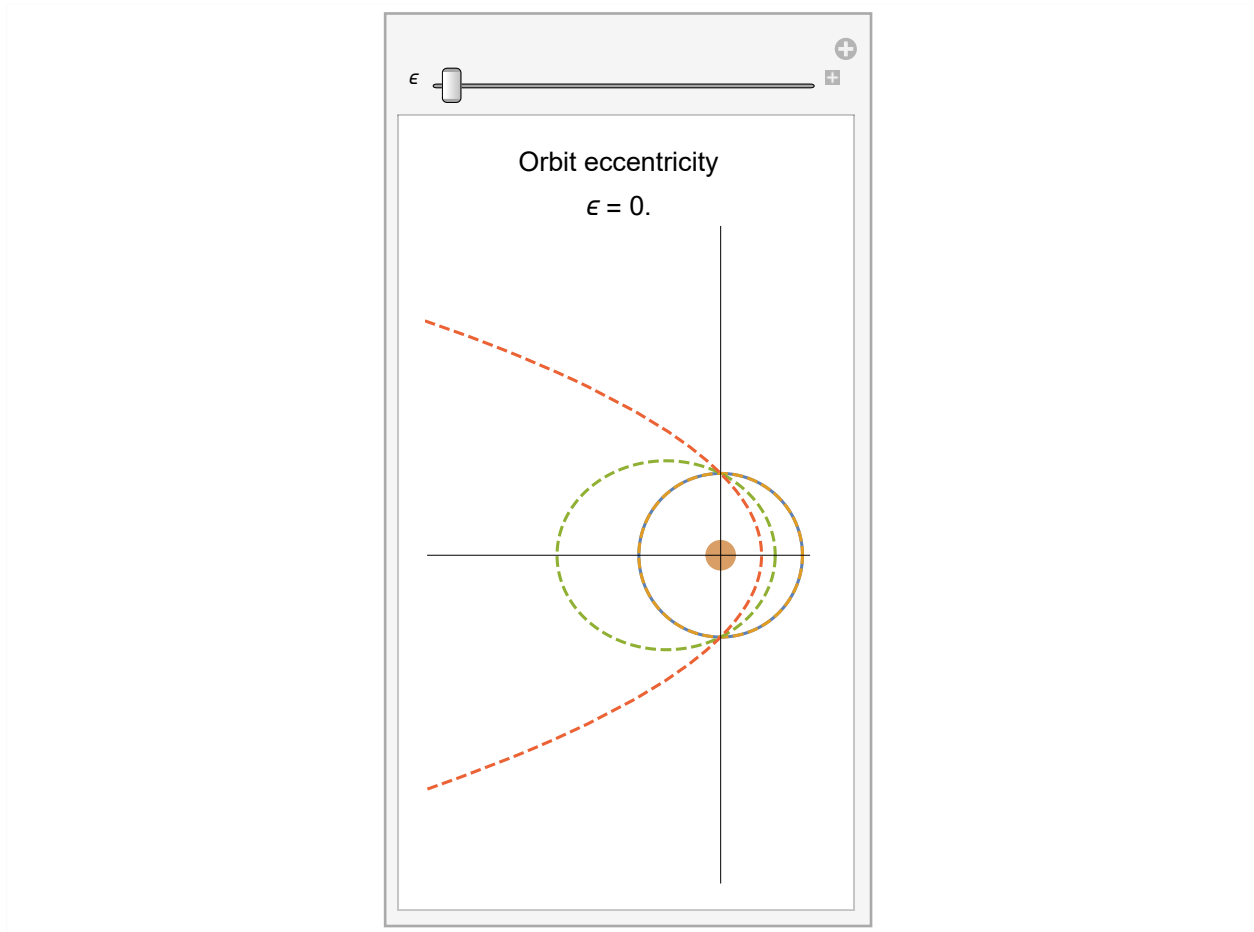 ϵ
Orbit eccentricity
ϵ = 0.